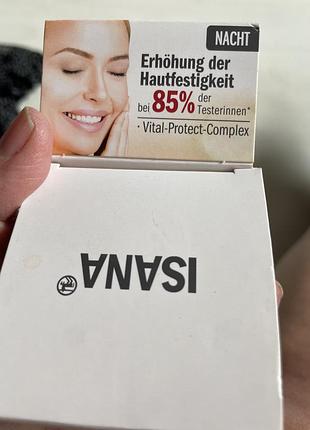 NACHT
Erhöhung der
Hautfestigkeit
bei 85% der Testerinnen*
· Vital-Protect-Complex
ISANA